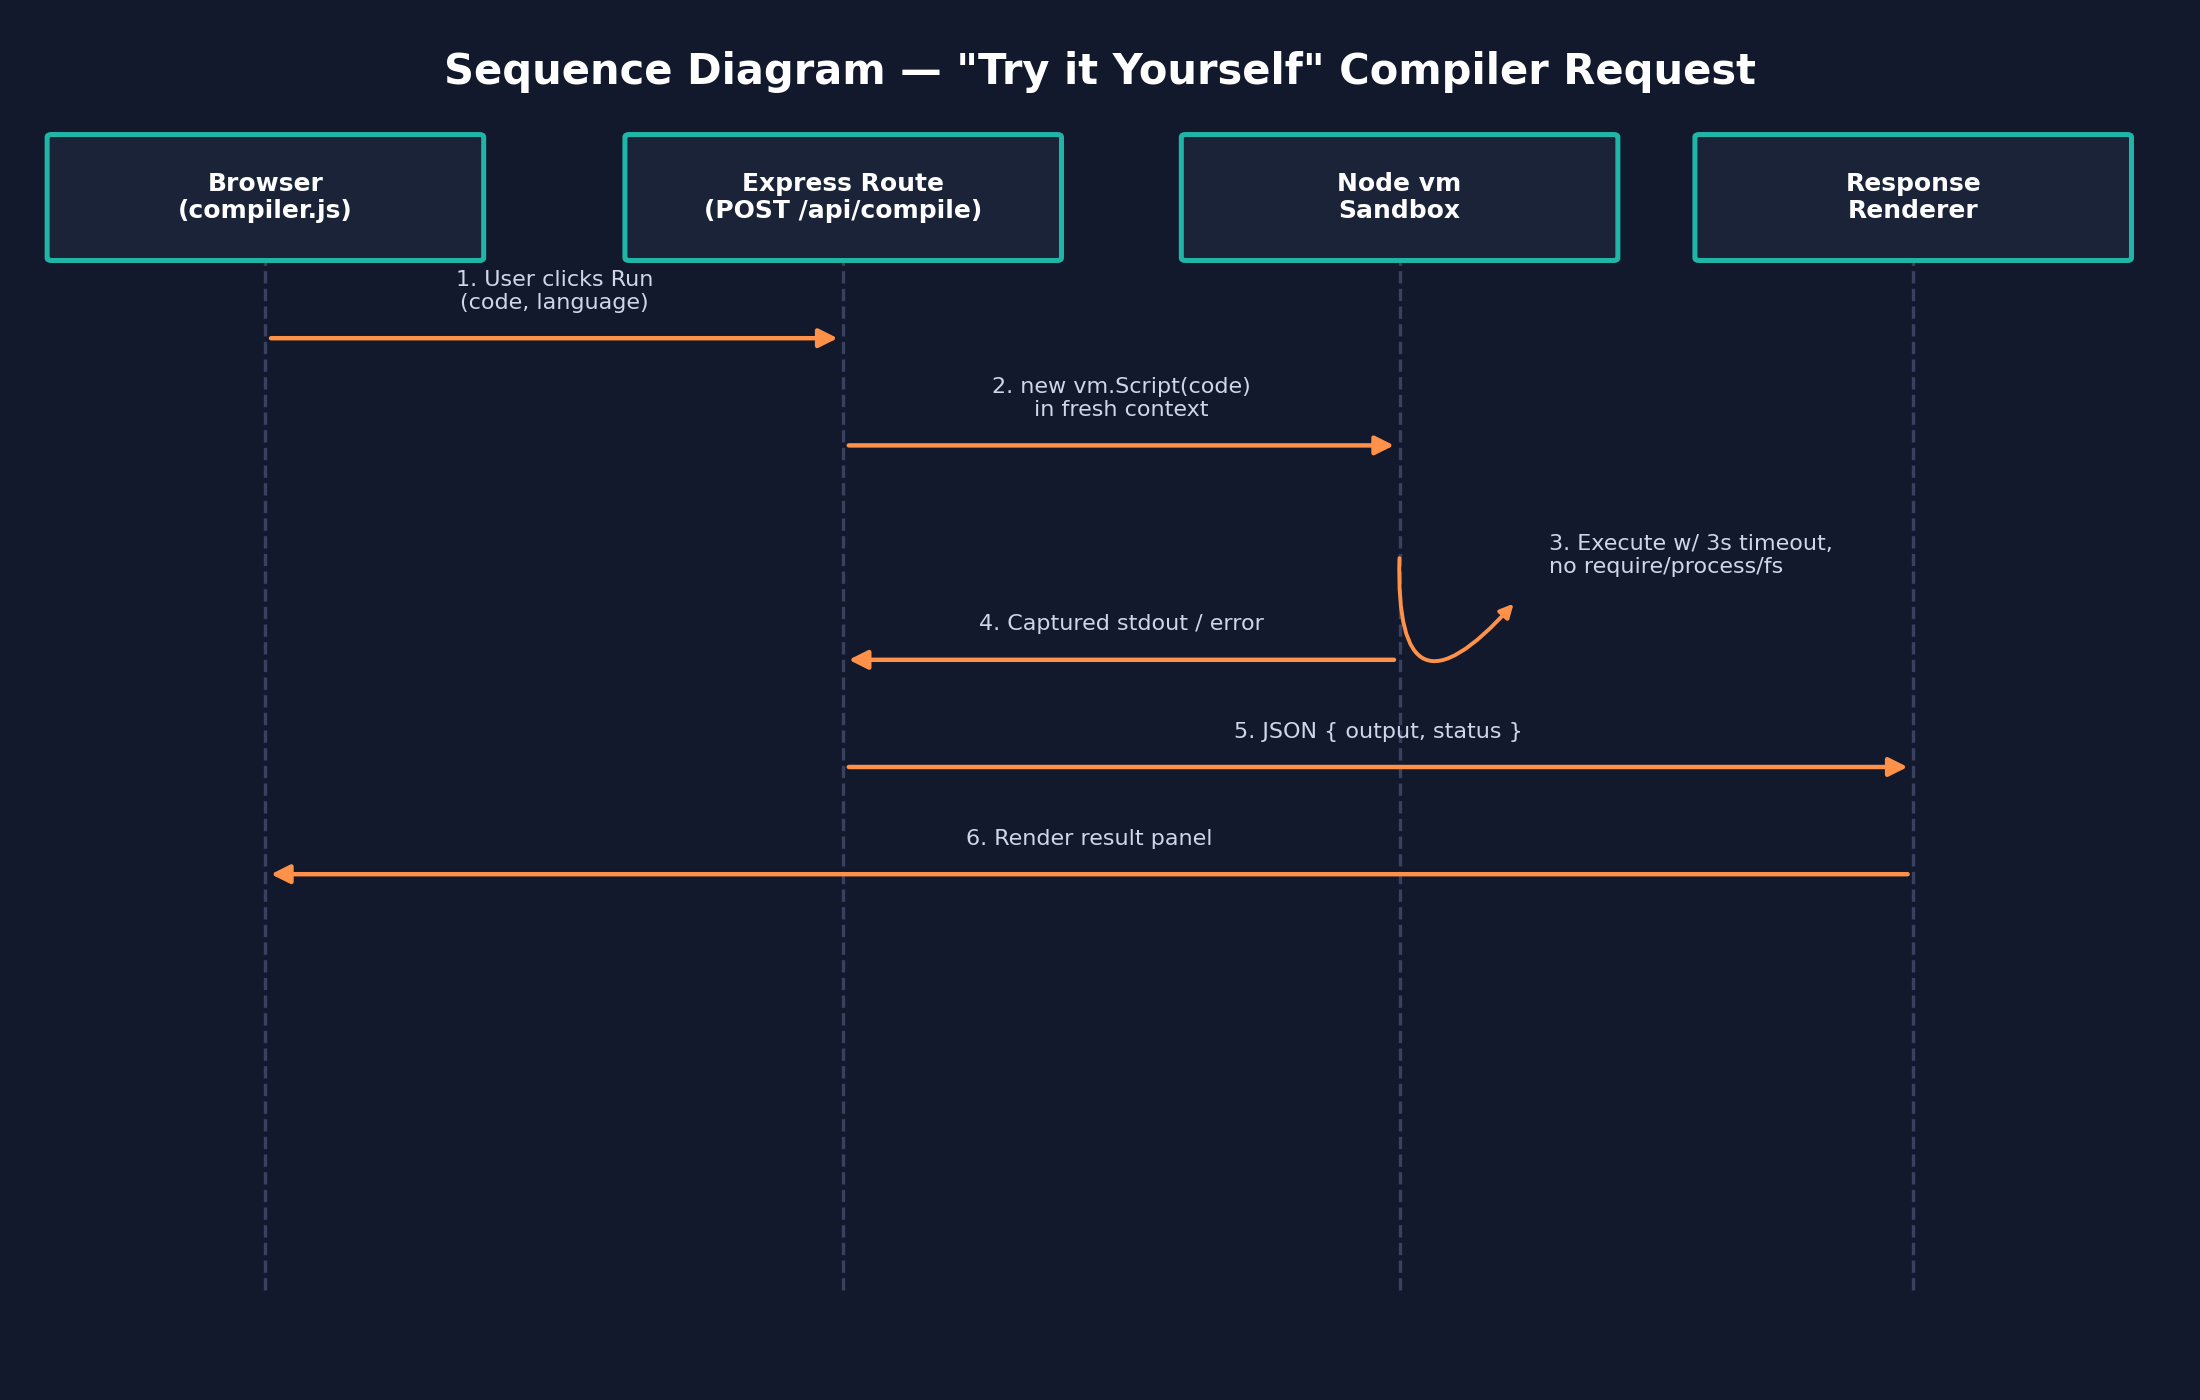 Sequence Diagram — "Try it Yourself" Compiler Request
Browser
(compiler.js)
Express Route
(POST /api/compile)
Node vm
Sandbox
Response
Renderer
1. User clicks Run
(code, language)
2. new vm.Script(code)
in fresh context
3. Execute w/ 3s timeout,
no require/process/fs
4. Captured stdout / error
5. JSON { output, status }
6. Render result panel